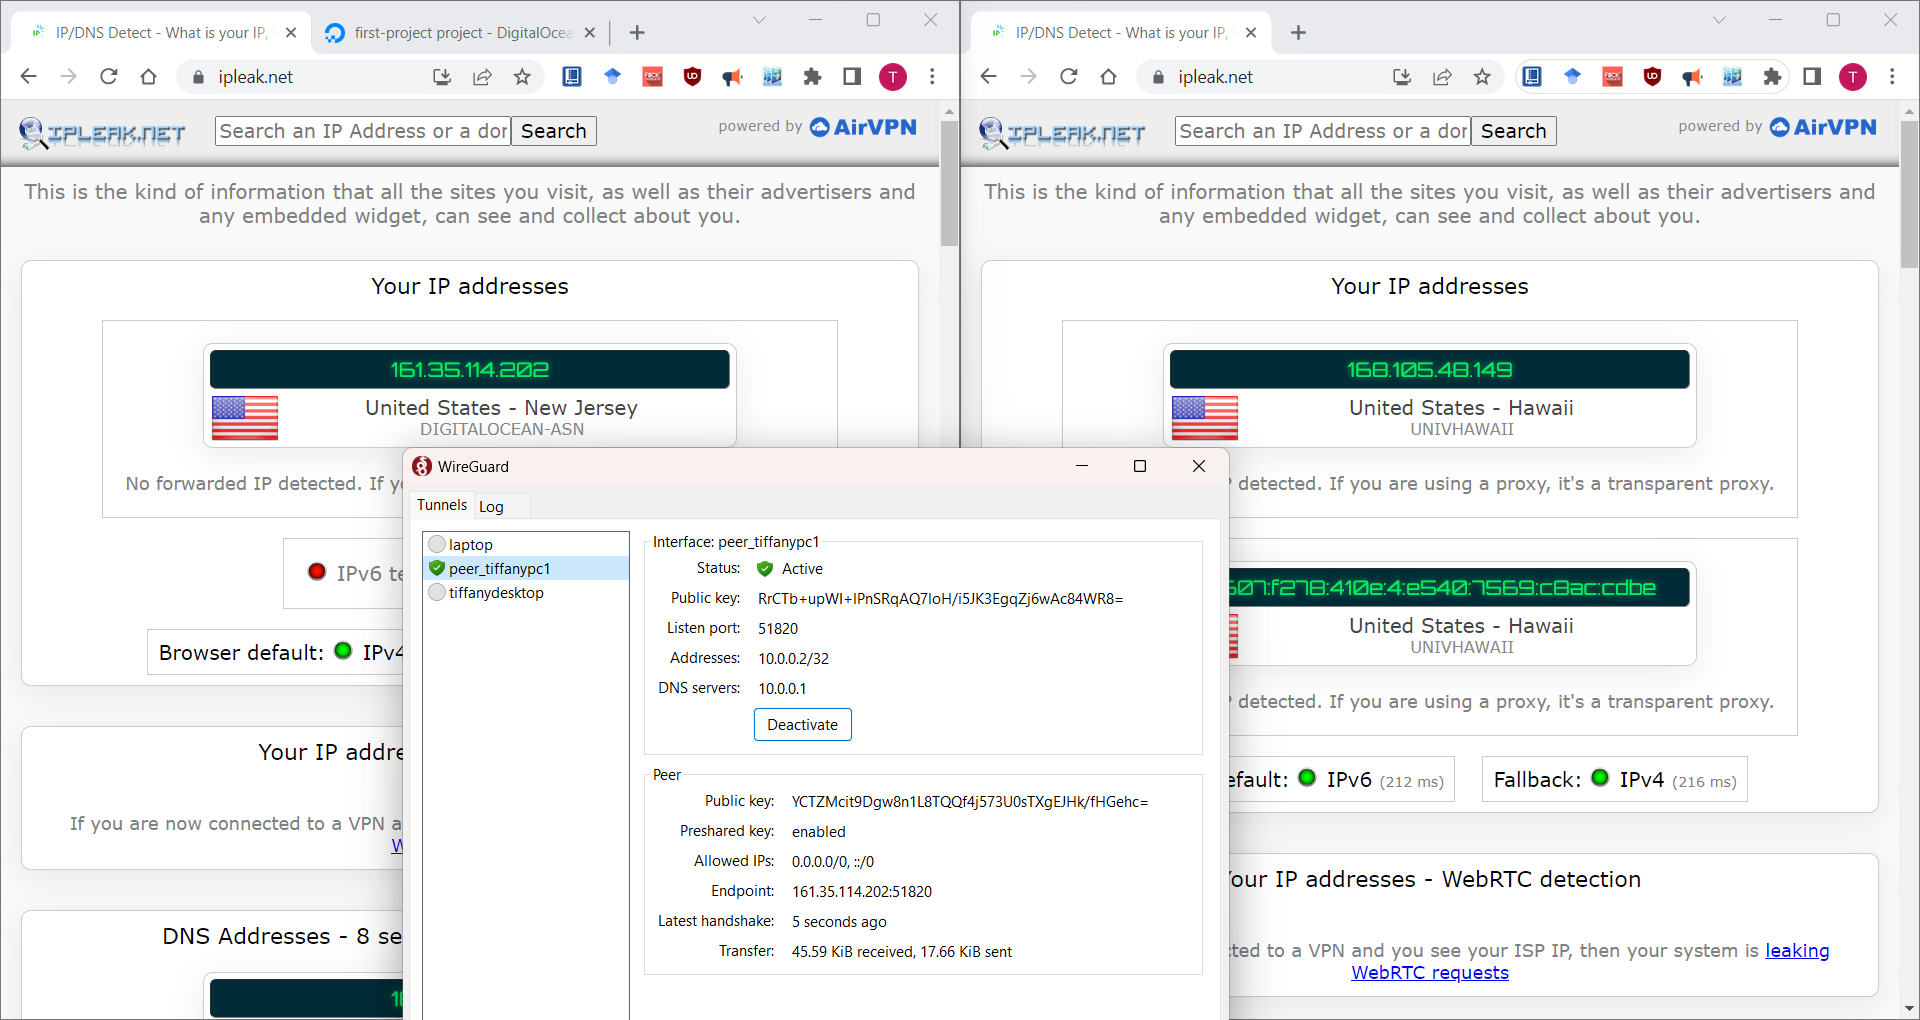 IP/DNS Detect - What is your IP,
first-project project - DigitalOcea
ipleak.net
IPLEAK.NET
Search an IP Address or a dor
Search
powered by AirVPN
This is the kind of information that all the sites you visit, as well as their advertisers and
any embedded widget, can see and collect about you.
Your IP addresses
161.35.114.202
United States - New Jersey
DIGITALOCEAN-ASN
No forwarded IP detected. If y
IPv6 te
Browser default: IPv4
Your IP addre
If you are now connected to a VPN a
W
DNS Addresses - 8 se
16
IP/DNS Detect - What is your IP,
ipleak.net
T
IPLEAK.NET
Search an IP Address or a dor
Search
powered by AirVPN
This is the kind of information that all the sites you visit, as well as their advertisers and
any embedded widget, can see and collect about you.
Your IP addresses
168.105.48.149
United States - Hawaii
UNIVHAWAII
P detected. If you are using a proxy, it's a transparent proxy.
607:f278:410e:4:e540:7569:c8ac:cdbe
United States - Hawaii
UNIVHAWAII
P detected. If you are using a proxy, it's a transparent proxy.
efault: IPv6 (212 ms)
Fallback: IPv4 (216 ms)
Your IP addresses - WebRTC detection
cted to a VPN and you see your ISP IP, then your system is leaking
WebRTC requests
WireGuard
Tunnels
Log
laptop
peer_tiffanypc1
tiffanydesktop
Interface: peer_tiffanypc1
Status: Active
Public key: RrCTb+upWI+IPnSRqAQ7IoH/i5JK3EgqZj6wAc84WR8=
Listen port: 51820
Addresses: 10.0.0.2/32
DNS servers: 10.0.0.1
Deactivate
Peer
Public key: YCTZMcit9Dgw8n1L8TQQf4j573U0sTXgEJHk/fHGehc=
Preshared key: enabled
Allowed IPs: 0.0.0.0/0, ::/0
Endpoint: 161.35.114.202:51820
Latest handshake: 5 seconds ago
Transfer: 45.59 KiB received, 17.66 KiB sent